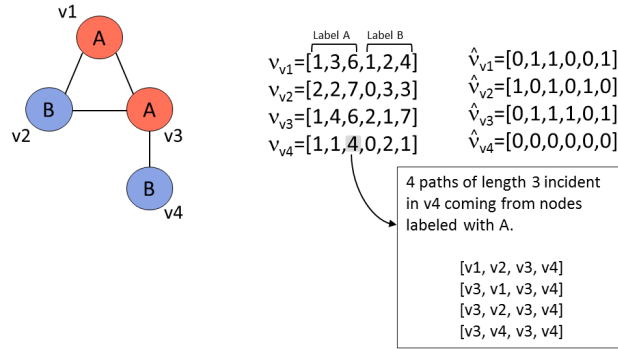 v1
A
B
A
v2
v3
B
v4
Label A Label B
νv1=[1,3,6,1,2,4]
νv2=[2,2,7,0,3,3]
νv3=[1,4,6,2,1,7]
νv4=[1,1,4,0,2,1]
ν̂v1=[0,1,1,0,0,1]
ν̂v2=[1,0,1,0,1,0]
ν̂v3=[0,1,1,1,0,1]
ν̂v4=[0,0,0,0,0,0]
4 paths of length 3 incident
in v4 coming from nodes
labeled with A.
[v1, v2, v3, v4]
[v3, v1, v3, v4]
[v3, v2, v3, v4]
[v3, v4, v3, v4]